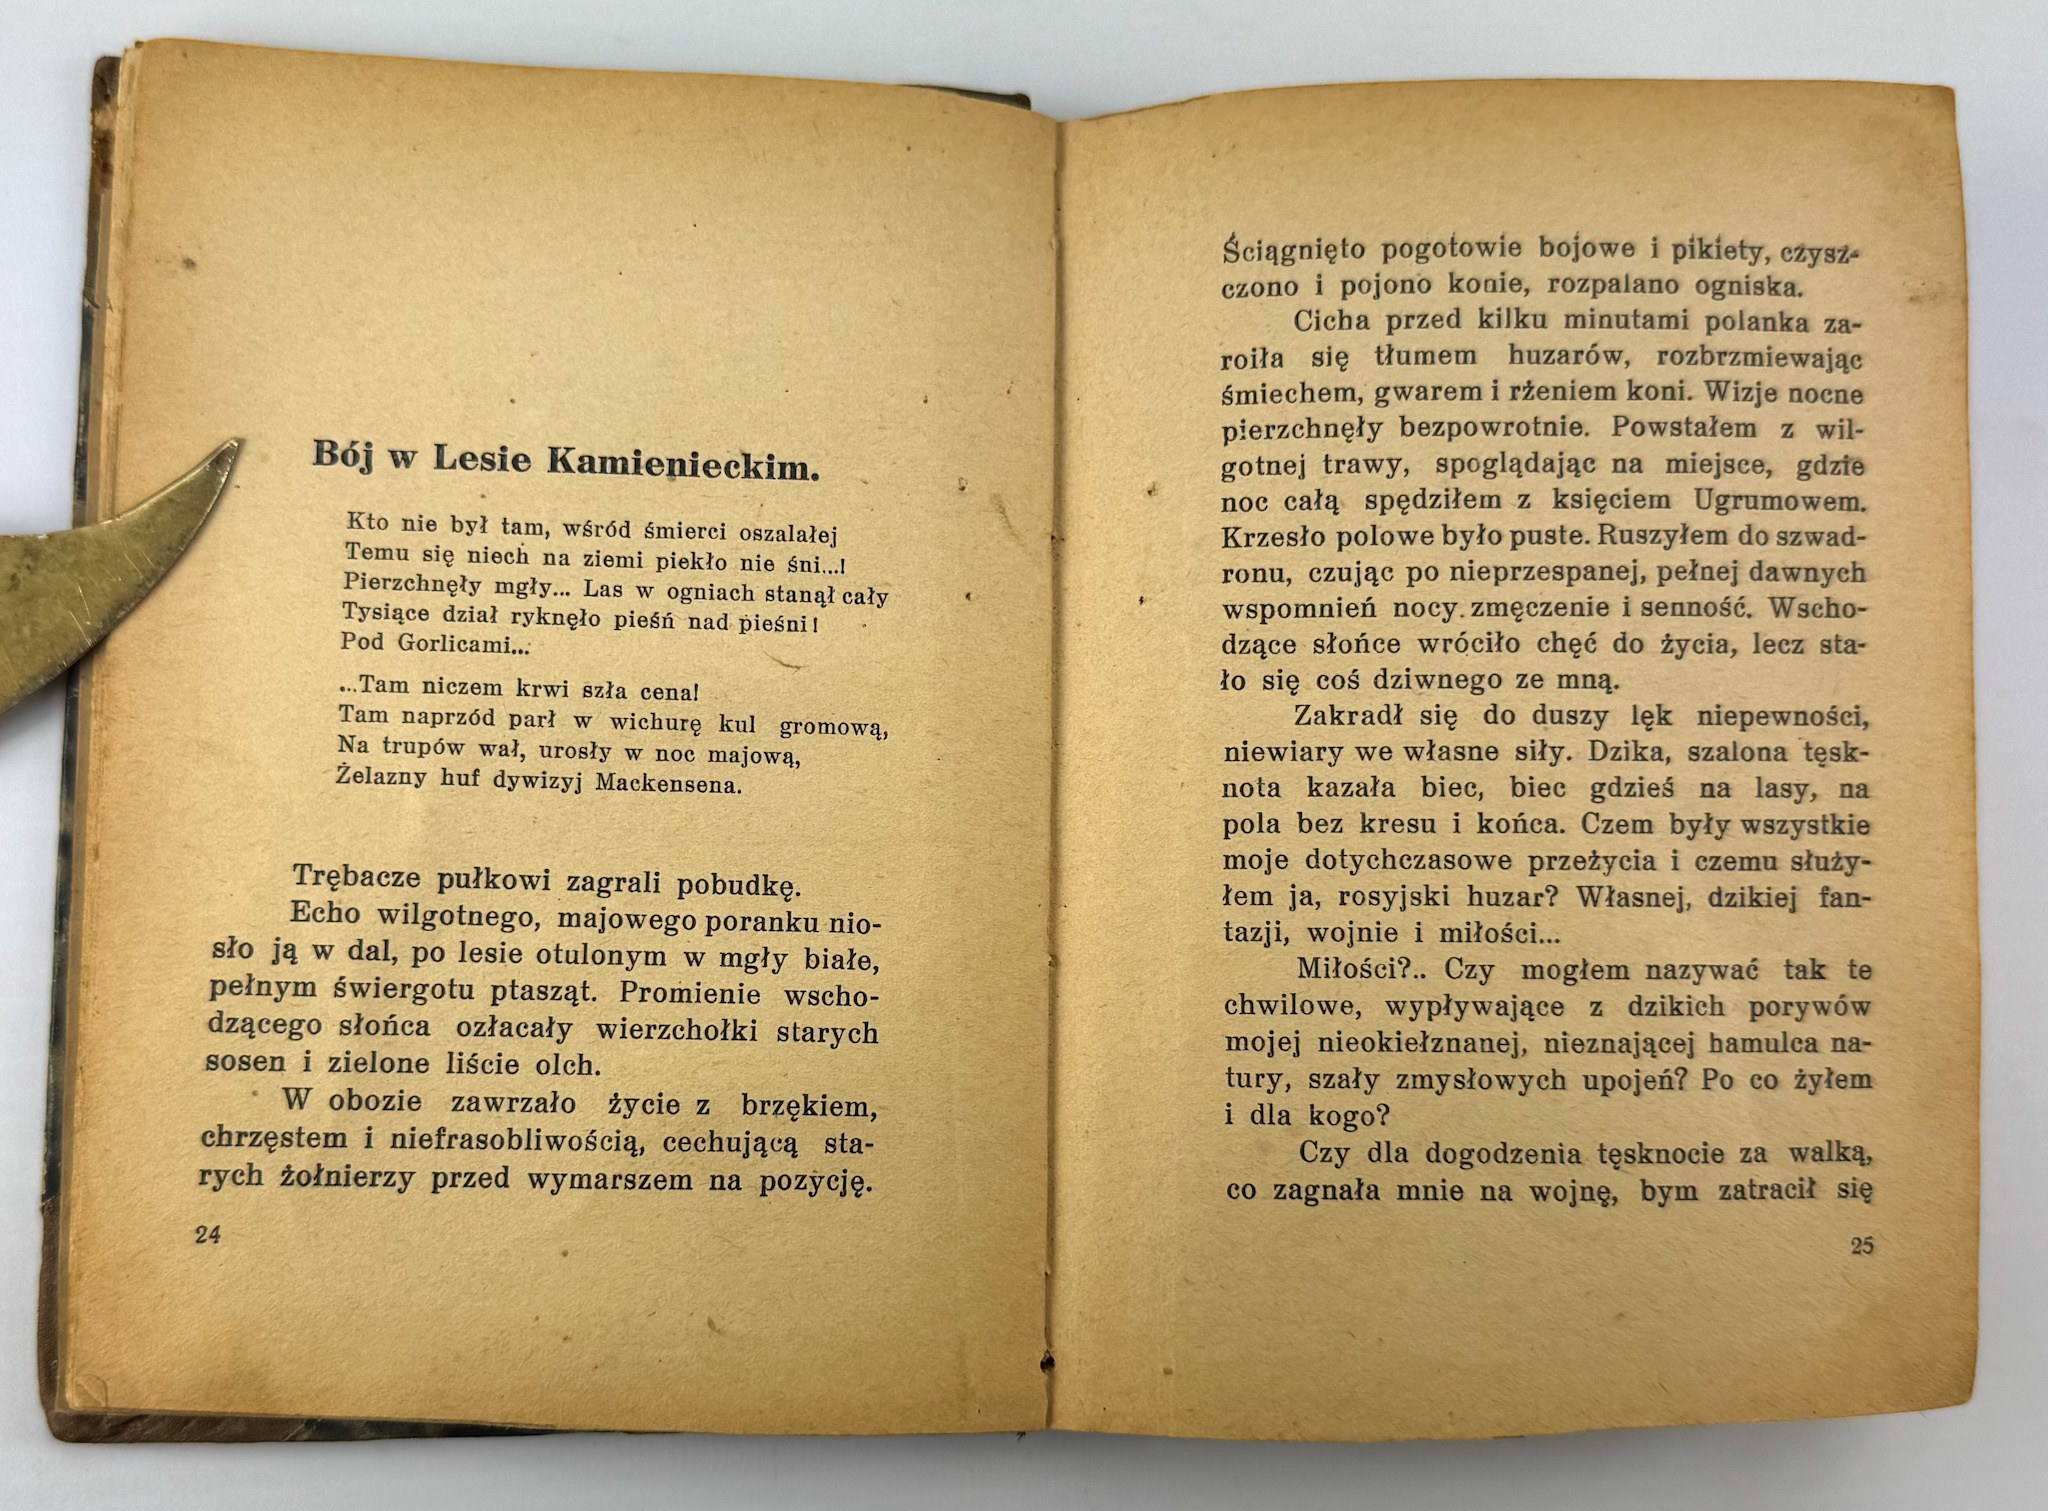 Bój w Lesie Kamienieckim.
Kto nie był tam, wśród śmierci oszalałej
Temu się niech na ziemi piekło nie śni...!
Pierzchnęły mgły... Las w ogniach stanął cały
Tysiące dział ryknęło pieśń nad pieśni!
Pod Gorlicami...
...Tam niczem krwi szła cena!
Tam naprzód parł w wichurę kul gromową,
Na trupów wał, urosły w noc majową,
Żelazny huf dywizyj Mackensena.
Trębacze pułkowi zagrali pobudkę.
Echo wilgotnego, majowego poranku nio-
sło ją w dal, po lesie otulonym w mgły białe,
pełnym świergotu ptasząt. Promienie wscho-
dzącego słońca ozłacały wierzchołki starych
sosen i zielone liście olch.
W obozie zawrzało życie z brzękiem,
chrzęstem i niefrasobliwością, cechującą sta-
rych żołnierzy przed wymarszem na pozycję.
24
Ściągnięto pogotowie bojowe i pikiety, czysz-
czono i pojono konie, rozpalano ogniska.
Cicha przed kilku minutami polanka za-
roiła się tłumem huzarów, rozbrzmiewając
śmiechem, gwarem i rżeniem koni. Wizje nocne
pierzchnęły bezpowrotnie. Powstałem z wil-
gotnej trawy, spoglądając na miejsce, gdzie
noc całą spędziłem z księciem Ugrumowem.
Krzesło polowe było puste. Ruszyłem do szwad-
ronu, czując po nieprzespanej, pełnej dawnych
wspomnień nocy. zmęczenie i senność. Wscho-
dzące słońce wróciło chęć do życia, lecz sta-
ło się coś dziwnego ze mną.
Zakradł się do duszy lęk niepewności,
niewiary we własne siły. Dzika, szalona tęsk-
nota kazała biec, biec gdzieś na lasy, na
pola bez kresu i końca. Czem były wszystkie
moje dotychczasowe przeżycia i czemu służy-
łem ja, rosyjski huzar? Własnej, dzikiej fan-
tazji, wojnie i miłości...
Miłości?.. Czy mogłem nazywać tak te
chwilowe, wypływające z dzikich porywów
mojej nieokiełznanej, nieznającej hamulca na-
tury, szały zmysłowych upojeń? Po co żyłem
i dla kogo?
Czy dla dogodzenia tęsknocie za walką,
co zagnała mnie na wojnę, bym zatracił się
25